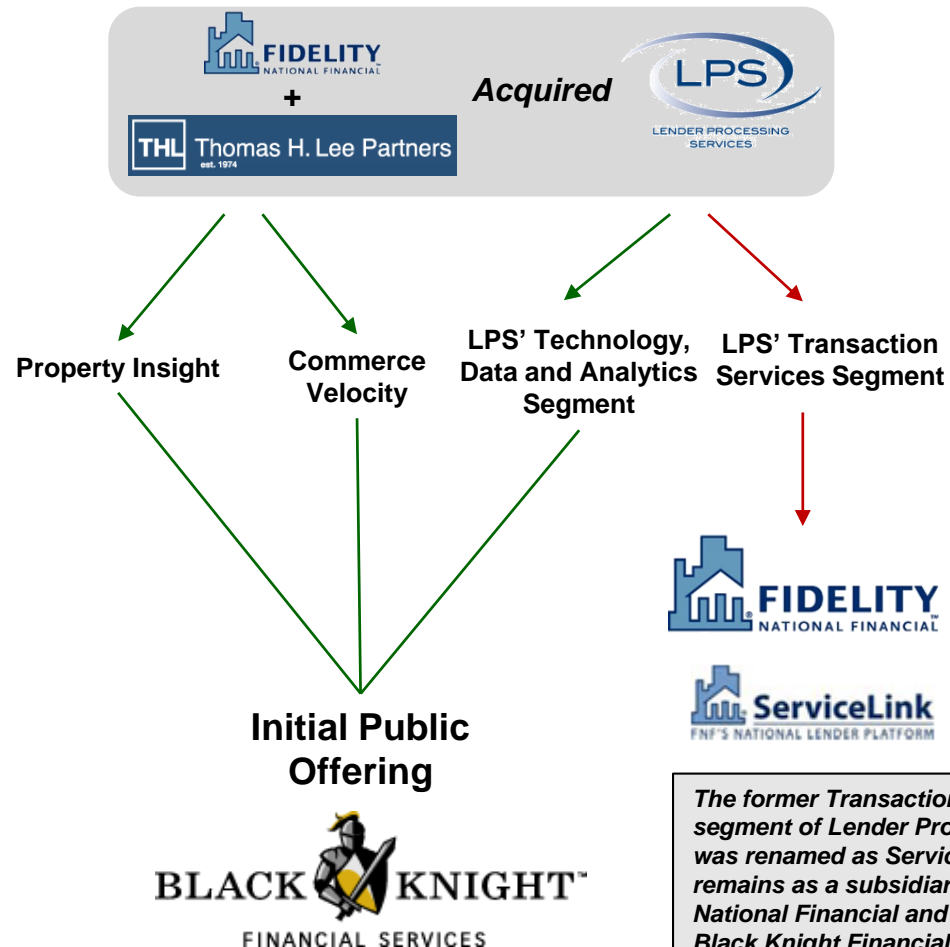 FIDELITY
NATIONAL FINANCIAL
+
THL Thomas H. Lee Partners
est. 1974
Acquired
LPS
LENDER PROCESSING
SERVICES
Property Insight
Commerce
Velocity
LPS' Technology,
Data and Analytics
Segment
LPS' Transaction
Services Segment
FIDELITY™
NATIONAL FINANCIAL
ServiceLink
FNF'S NATIONAL LENDER PLATFORM
Initial Public
Offering
BLACK KNIGHT™
FINANCIAL SERVICES
The former Transaction
segment of Lender Pro
was renamed as Servic
remains as a subsidiar
National Financial and
Black Knight Financial